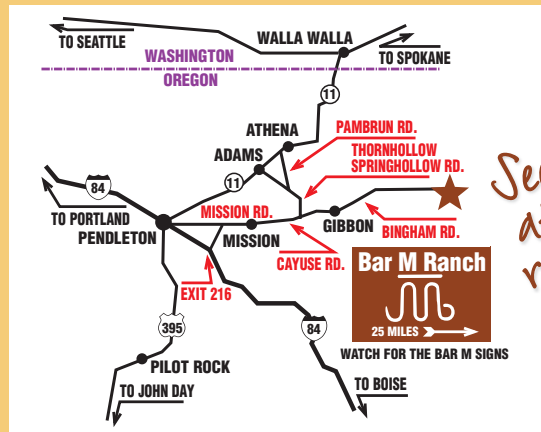 WALLA WALLA
TO SEATTLE
WASHINGTON
TO SPOKANE
OREGON
11
ATHENA
PAMBRUN RD.
ADAMS
THORNHOLLOW
SPRINGHOLLOW RD.
84
11
TO PORTLAND
MISSION RD.
PENDLETON
MISSION
GIBBON
BINGHAM RD.
CAYUSE RD.
EXIT 216
Bar M Ranch
25 MILES
WATCH FOR THE BAR M SIGNS
395
84
PILOT ROCK
TO JOHN DAY
TO BOISE